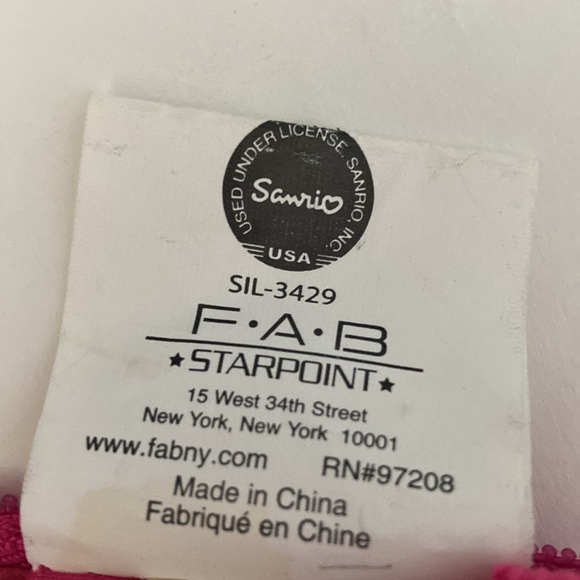 USED UNDER LICENSE. SANRIO, INC.
Sanrio
USA
SIL-3429
F•A•B
★STARPOINT★
15 West 34th Street
New York, New York 10001
www.fabny.com RN#97208
Made in China
Fabriqué en Chine